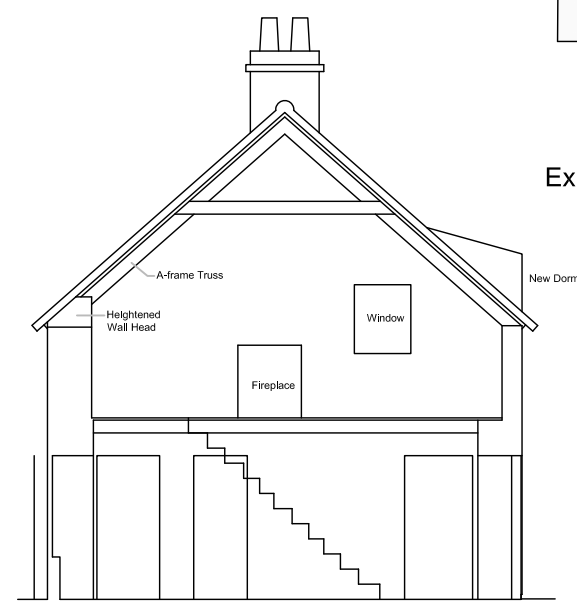 Ex
New Dorm
A-frame Truss
Heightened
Wall Head
Window
Fireplace